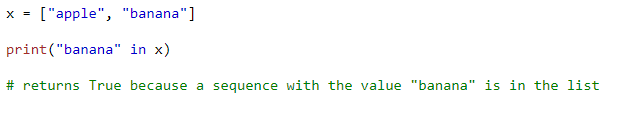 x = ["apple", "banana"]
print("banana" in x)
# returns True because a sequence with the value "banana" is in the list